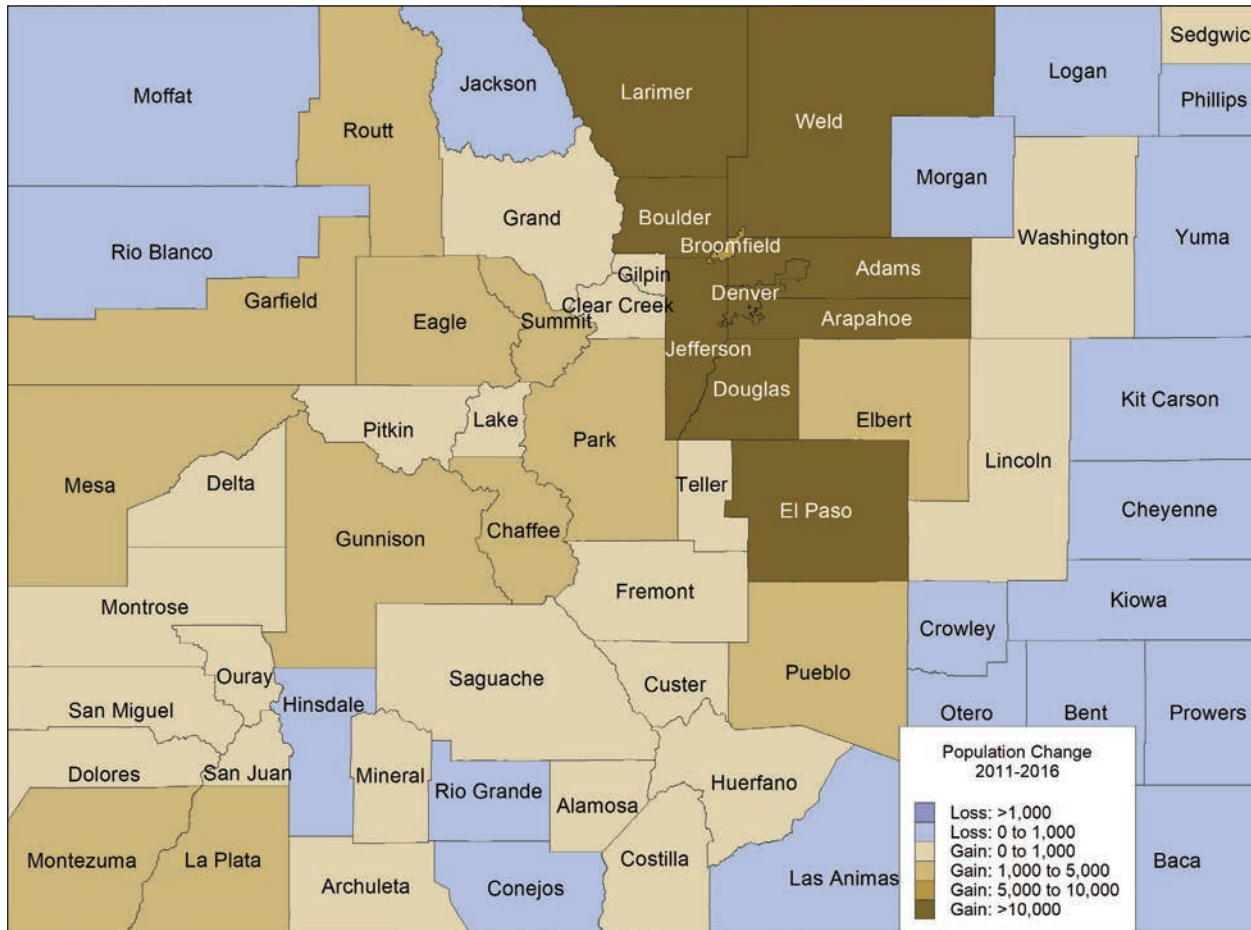 Sedgwic
Moffat
Jackson
Logan
Larimer
Phillips
Routt
Weld
Morgan
Grand
Boulder
Rio Blanco
Washington
Yuma
Broomfield
Gilpin
Adams
Garfield
Denver
Clear Creek
Eagle
Summit
Arapahoe
Jefferson
Douglas
Kit Carson
Elbert
Lake
Pitkin
Park
Lincoln
Mesa
Delta
Teller
El Paso
Cheyenne
Gunnison
Chaffee
Fremont
Montrose
Kiowa
Crowley
Ouray
Saguache
Custer
Pueblo
San Miguel
Hinsdale
Otero
Bent
Prowers
Dolores
San Juan
Mineral
Rio Grande
Alamosa
Huerfano
Montezuma
La Plata
Costilla
Archuleta
Conejos
Las Animas
Baca
Population Change
2011-2016
Loss: >1,000
Loss: 0 to 1,000
Gain: 0 to 1,000
Gain: 1,000 to 5,000
Gain: 5,000 to 10,000
Gain: >10,000